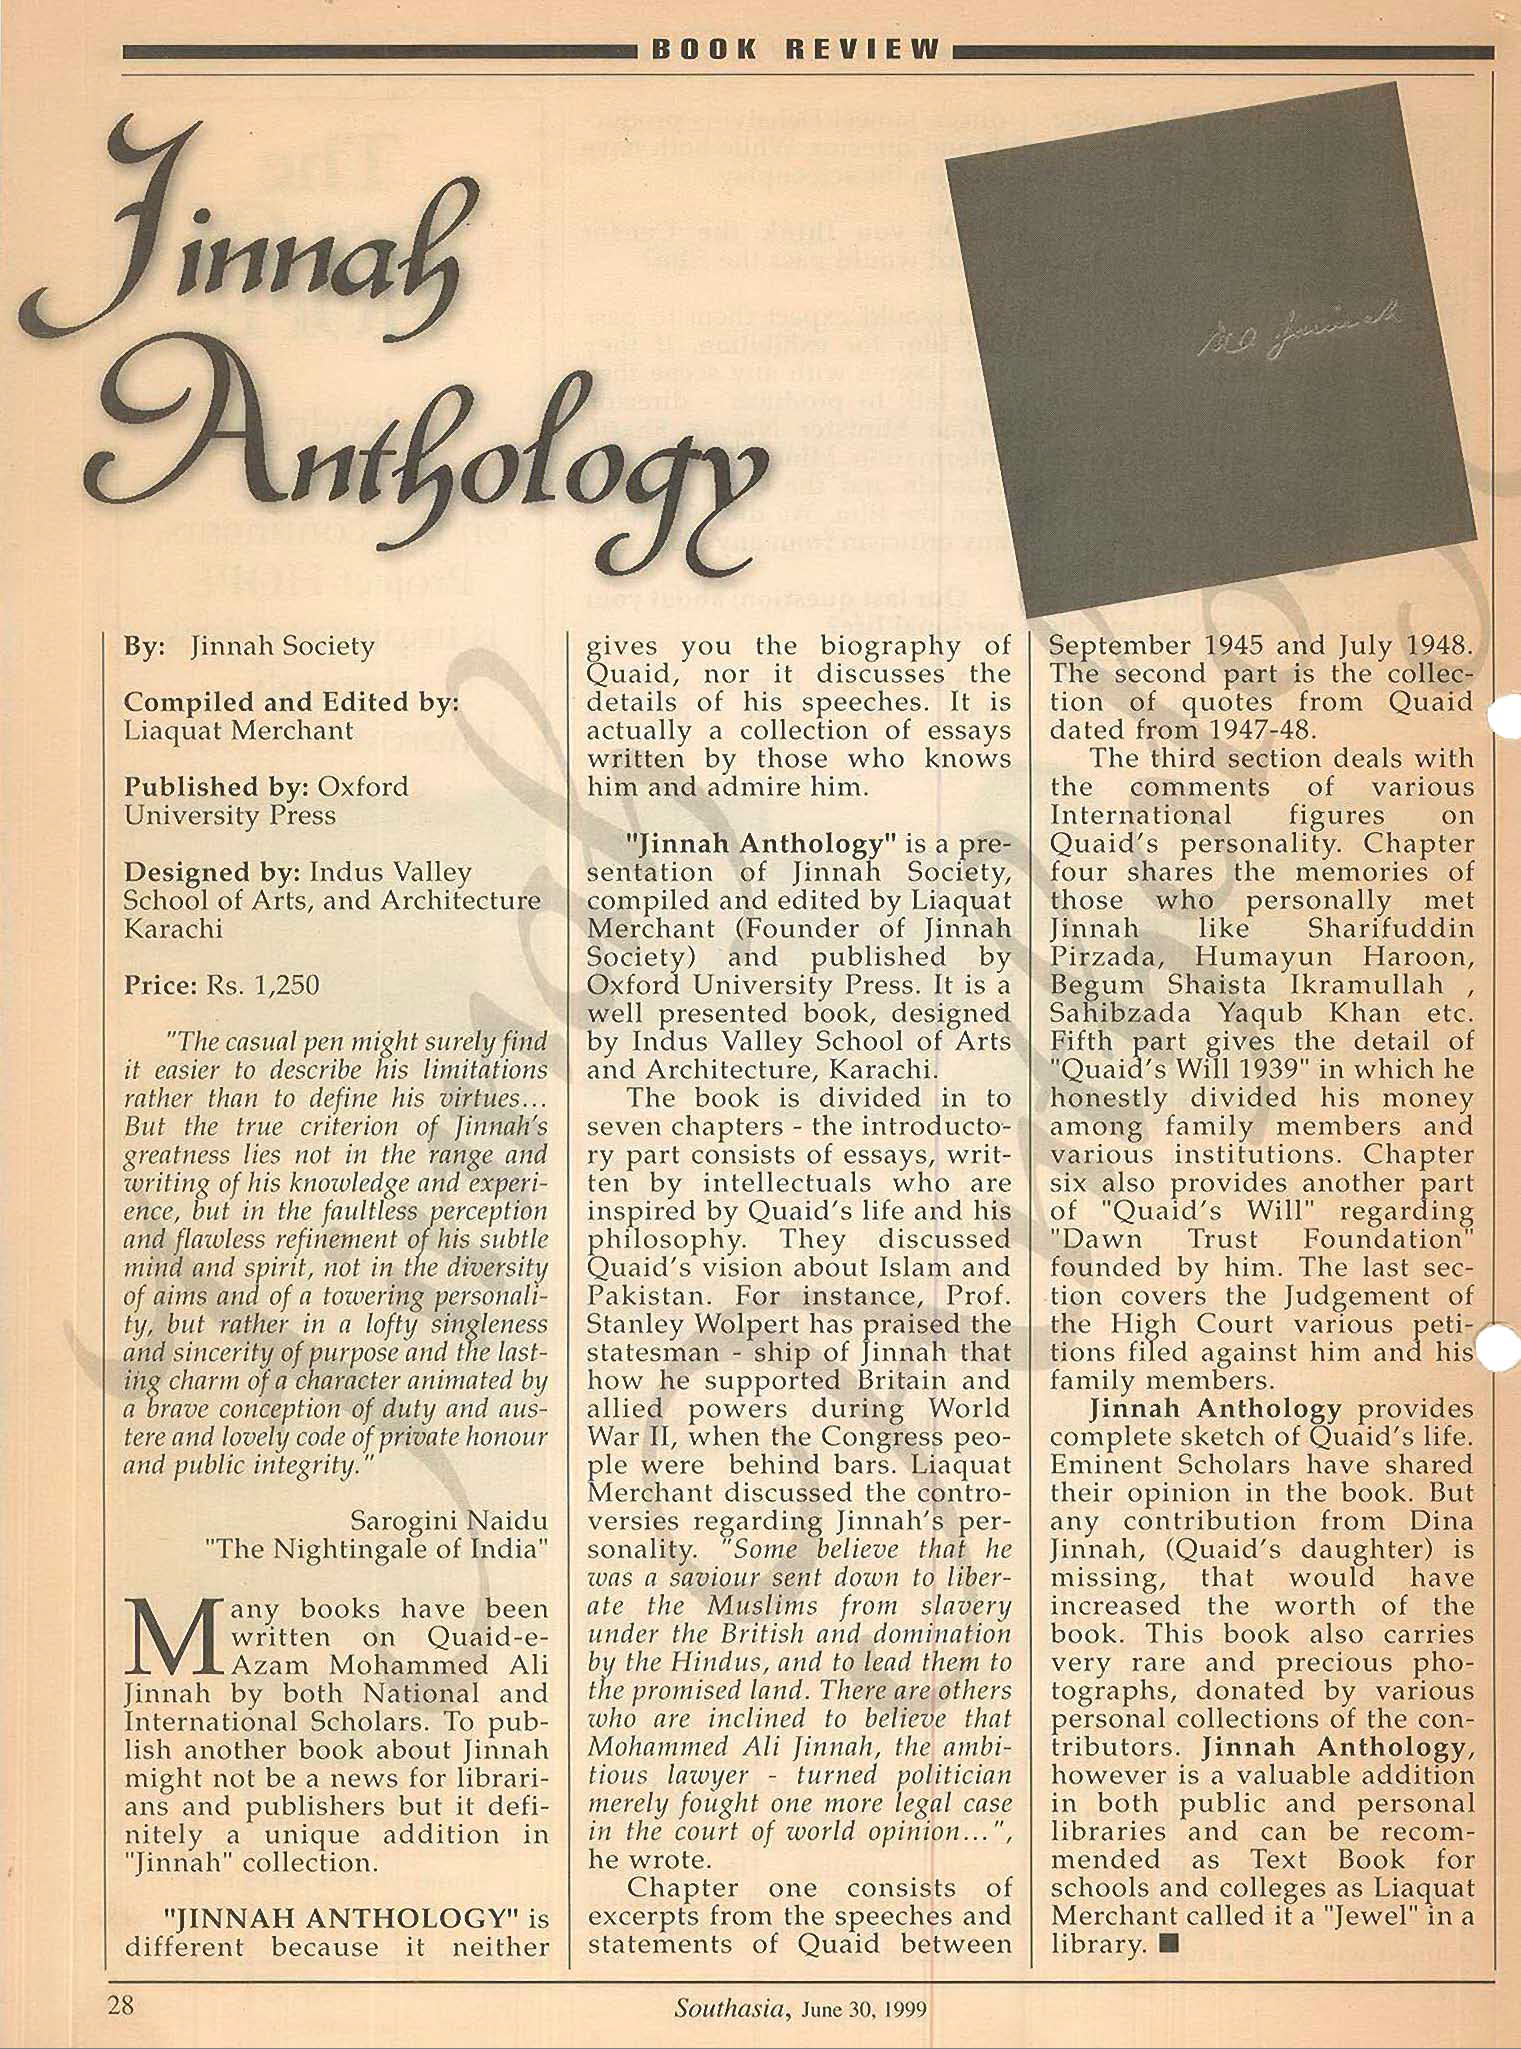 BOOK REVIEW
Jinnah
Anthology
By: Jinnah Society
Compiled and Edited by:
Liaquat Merchant
Published by: Oxford
University Press
Designed by: Indus Valley
School of Arts, and Architecture
Karachi
Price: Rs. 1,250
"The casual pen might surely find
it easier to describe his limitations
rather than to define his virtues...
But the true criterion of Jinnah's
greatness lies not in the range and
writing of his knowledge and experi-
ence, but in the faultless perception
and flawless refinement of his subtle
mind and spirit, not in the diversity
of aims and of a towering personali-
ty, but rather in a lofty singleness
and sincerity of purpose and the last-
ing charm of a character animated by
a brave conception of duty and aus-
tere and lovely code of private honour
and public integrity."
Sarogini Naidu
"The Nightingale of India"
Many books have been
written on Quaid-e-
Azam Mohammed Ali
Jinnah by both National and
International Scholars. To pub-
lish another book about Jinnah
might not be a news for librari-
ans and publishers but it defi-
nitely a unique addition in
"Jinnah" collection.
"JINNAH ANTHOLOGY" is
different because it neither
gives you the biography of
Quaid, nor it discusses the
details of his speeches. It is
actually a collection of essays
written by those who knows
him and admire him.
"Jinnah Anthology" is a pre-
sentation of Jinnah Society,
compiled and edited by Liaquat
Merchant (Founder of Jinnah
Society) and published by
Oxford University Press. It is a
well presented book, designed
by Indus Valley School of Arts
and Architecture, Karachi.
The book is divided in to
seven chapters - the introducto-
ry part consists of essays, writ-
ten by intellectuals who are
inspired by Quaid's life and his
philosophy. They discussed
Quaid's vision about Islam and
Pakistan. For instance, Prof.
Stanley Wolpert has praised the
statesman - ship of Jinnah that
how he supported Britain and
allied powers during World
War II, when the Congress peo-
ple were behind bars. Liaquat
Merchant discussed the contro-
versies regarding Jinnah's per-
sonality. "Some believe that he
was a saviour sent down to liber-
ate the Muslims from slavery
under the British and domination
by the Hindus, and to lead them to
the promised land. There are others
who are inclined to believe that
Mohammed Ali Jinnah, the ambi-
tious lawyer - turned politician
merely fought one more legal case
in the court of world opinion...",
he wrote.
Chapter one consists of
excerpts from the speeches and
statements of Quaid between
September 1945 and July 1948.
The second part is the collec-
tion of quotes from Quaid
dated from 1947-48.
The third section deals with
the comments of various
International figures on
Quaid's personality. Chapter
four shares the memories of
those who personally met
Jinnah like Sharifuddin
Pirzada, Humayun Haroon,
Begum Shaista Ikramullah ,
Sahibzada Yaqub Khan etc.
Fifth part gives the detail of
"Quaid's Will 1939" in which he
honestly divided his money
among family members and
various institutions. Chapter
six also provides another part
of "Quaid's Will" regarding
"Dawn Trust Foundation"
founded by him. The last sec-
tion covers the Judgement of
the High Court various peti-
tions filed against him and his
family members.
Jinnah Anthology provides
complete sketch of Quaid's life.
Eminent Scholars have shared
their opinion in the book. But
any contribution from Dina
Jinnah, (Quaid's daughter) is
missing, that would have
increased the worth of the
book. This book also carries
very rare and precious pho-
tographs, donated by various
personal collections of the con-
tributors. Jinnah Anthology,
however is a valuable addition
in both public and personal
libraries and can be recom-
mended as Text Book for
schools and colleges as Liaquat
Merchant called it a "Jewel" in a
library. ■
28
Southasia, June 30, 1999